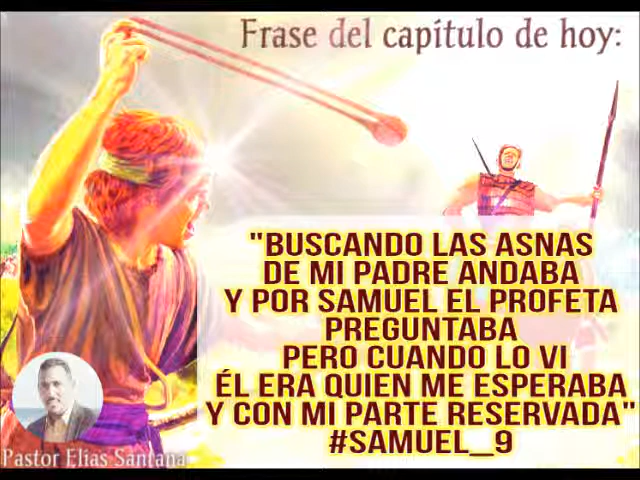 Frase del capítulo de hoy:
"BUSCANDO LAS ASNAS
DE MI PADRE ANDABA
Y POR SAMUEL EL PROFETA
PREGUNTABA
PERO CUANDO LO VI
ÉL ERA QUIEN ME ESPERABA
Y CON MI PARTE RESERVADA"
#SAMUEL_9
Pastor Elias Santana